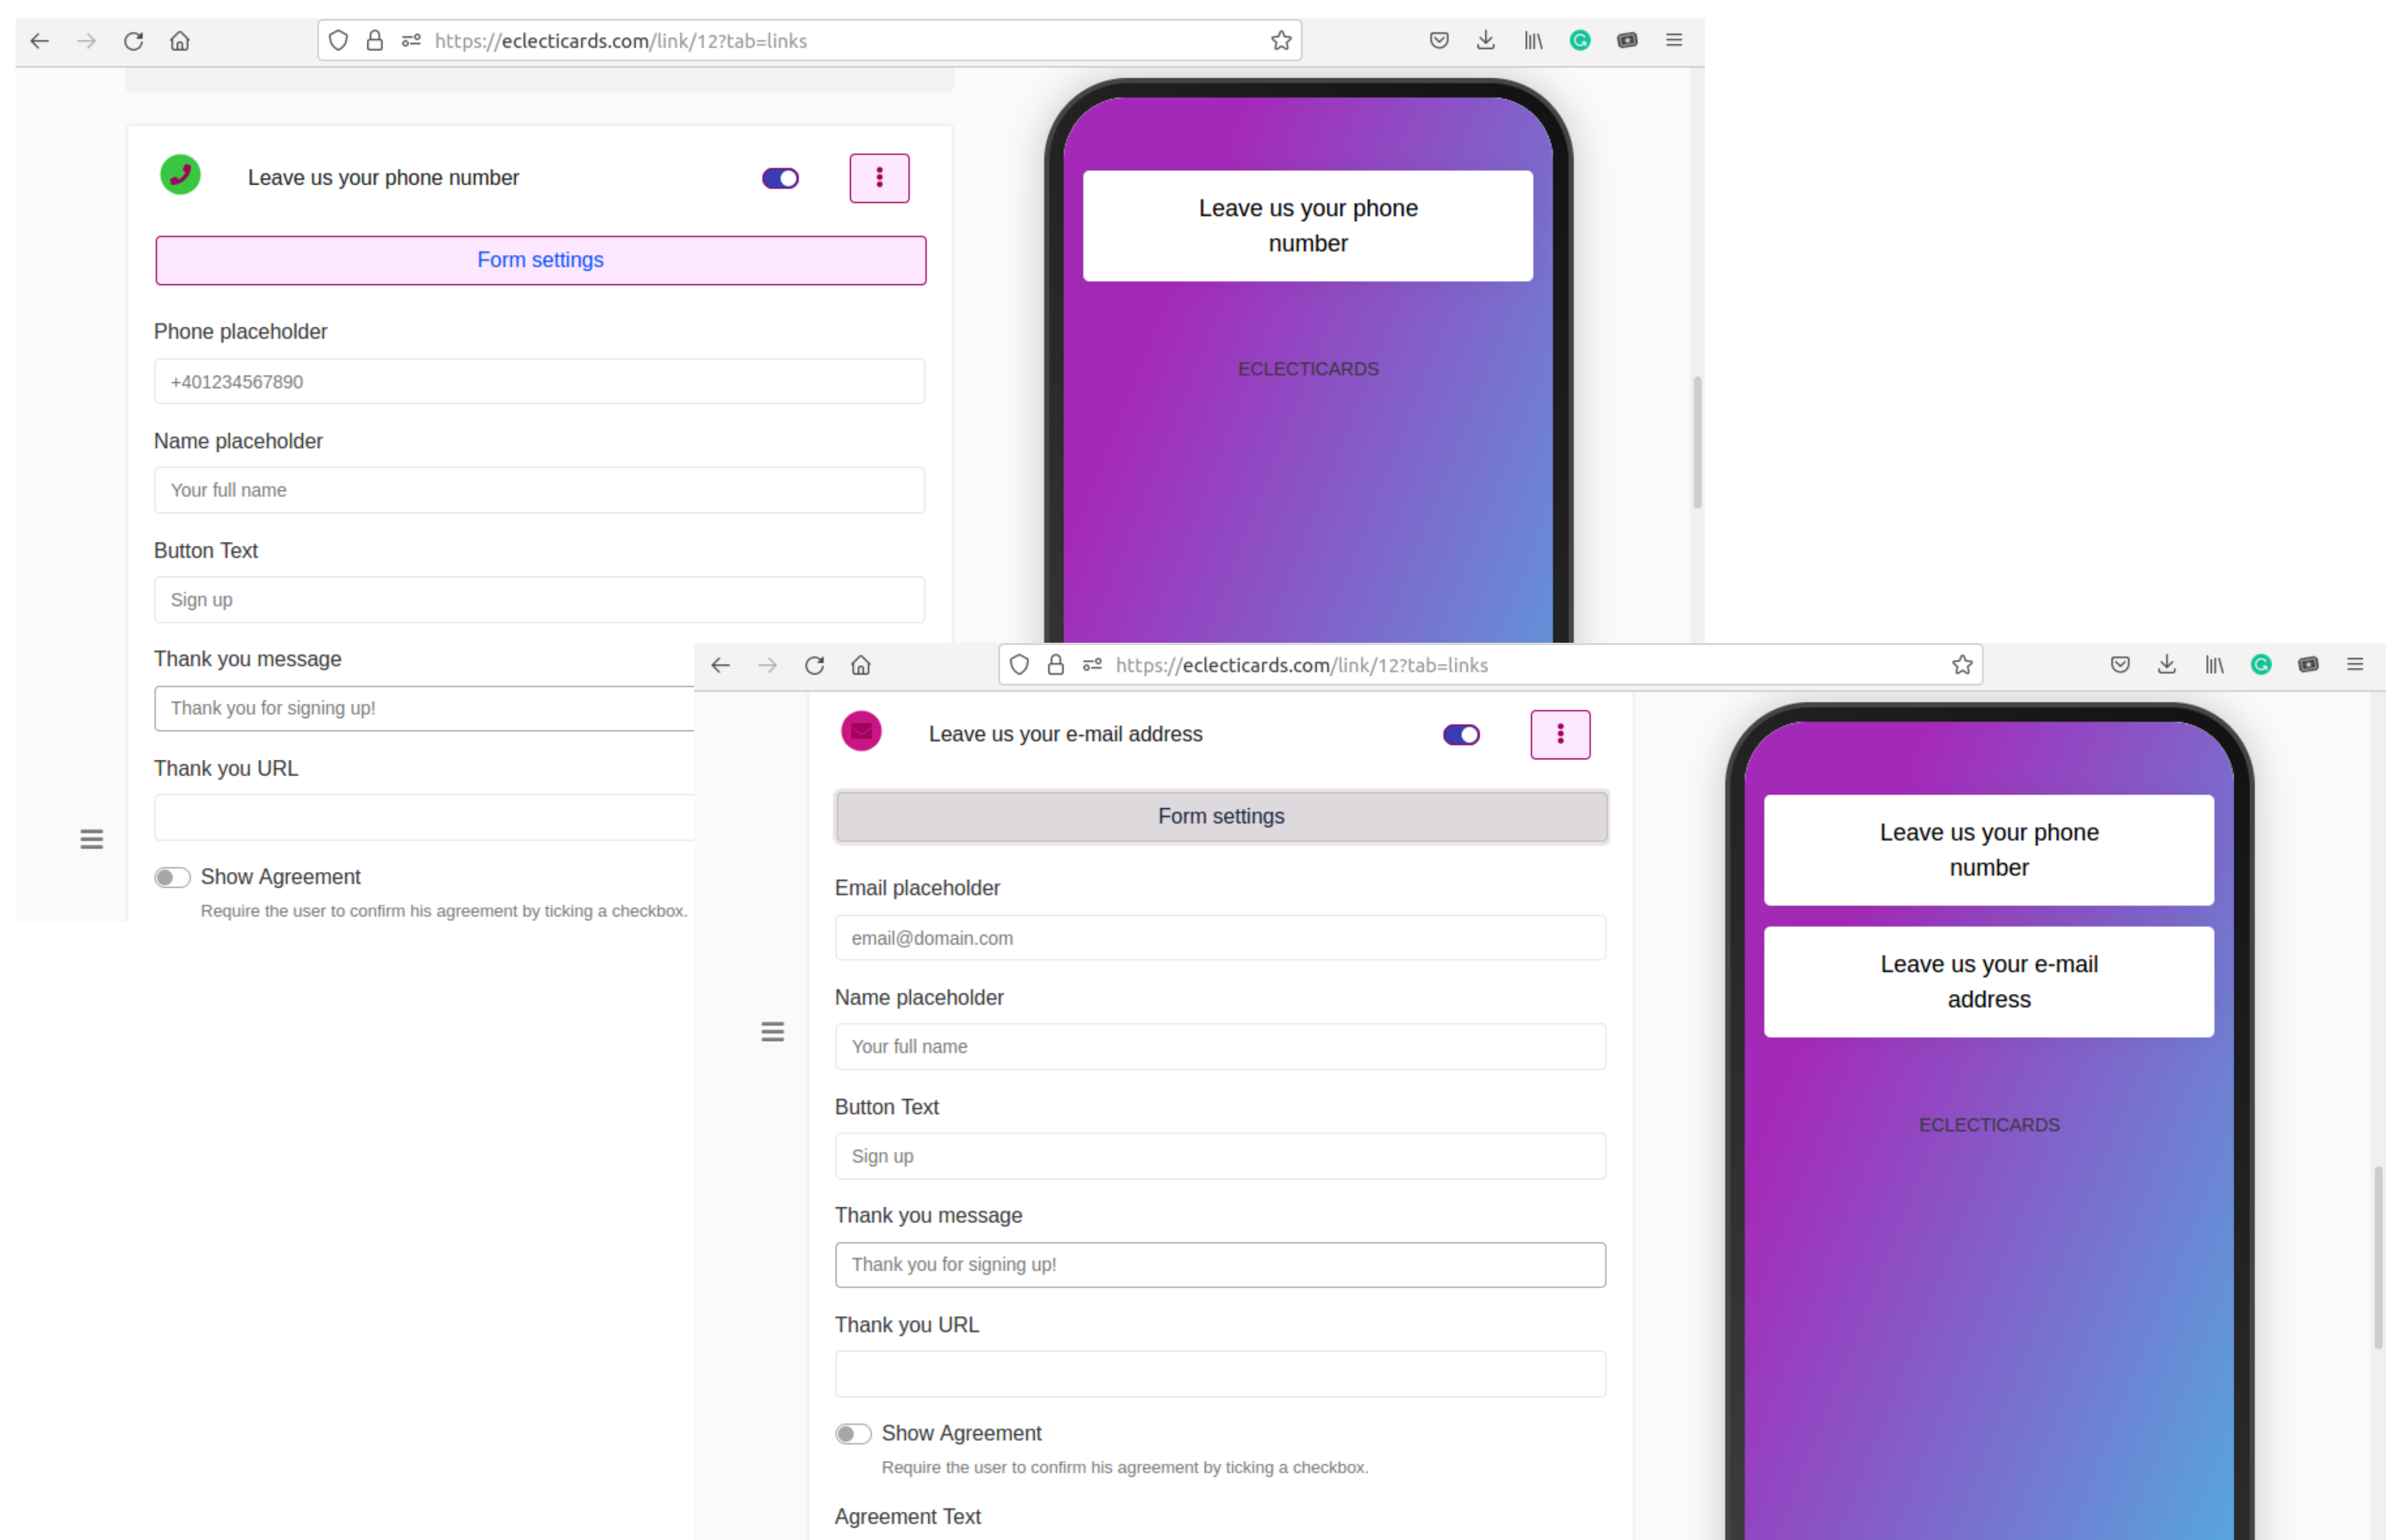 https://eclecticards.com/link/12?tab=links
Leave us your phone number
Form settings
Phone placeholder
+401234567890
Name placeholder
Your full name
Button Text
Sign up
Thank you message
Thank you for signing up!
Thank you URL
Show Agreement
Require the user to confirm his agreement by ticking a checkbox.
Leave us your phone
number
ECLECTICARDS
https://eclecticards.com/link/12?tab=links
Leave us your e-mail address
Form settings
Email placeholder
email@domain.com
Name placeholder
Your full name
Button Text
Sign up
Thank you message
Thank you for signing up!
Thank you URL
Show Agreement
Require the user to confirm his agreement by ticking a checkbox.
Agreement Text
Leave us your phone
number
Leave us your e-mail
address
ECLECTICARDS